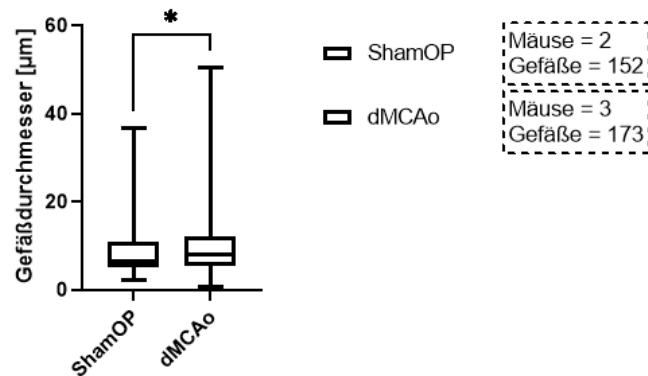 Gefäßdurchmesser [µm]
60
40
20
0
*
ShamOP
dMCAo
ShamOP
dMCAo
Mäuse = 2
Gefäße = 152
Mäuse = 3
Gefäße = 173